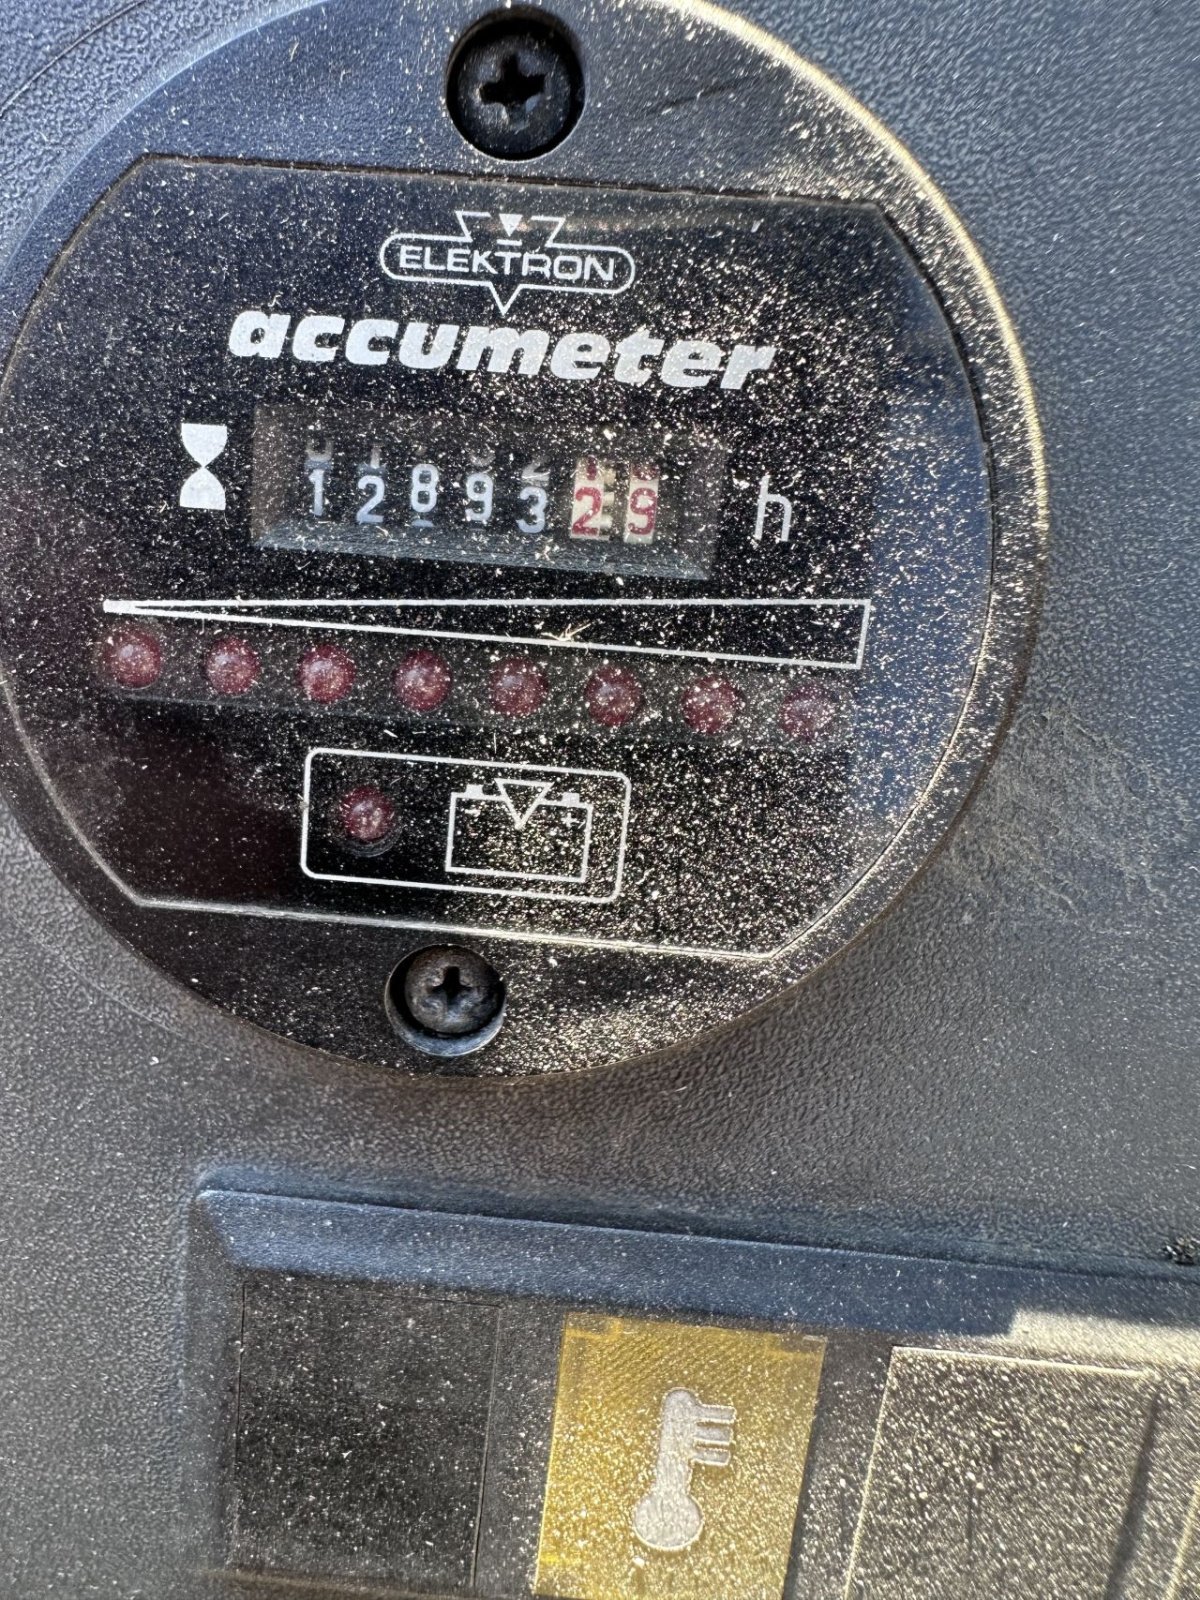 ELEKTRON
accumeter
1289329 h
- +